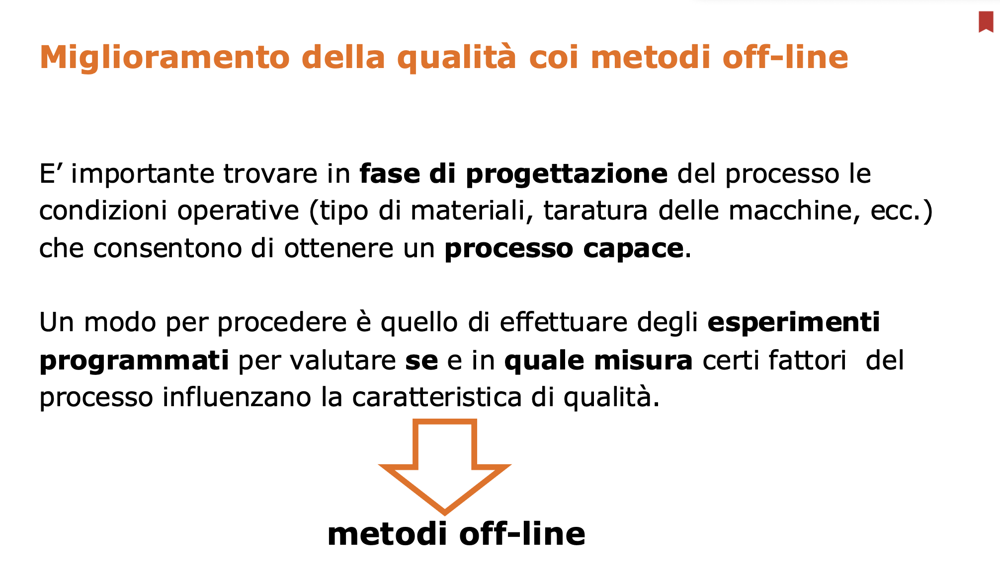 Miglioramento della qualità coi metodi off-line
E’ importante trovare in fase di progettazione del processo le
condizioni operative (tipo di materiali, taratura delle macchine, ecc.)
che consentono di ottenere un processo capace.
Un modo per procedere è quello di effettuare degli esperimenti
programmati per valutare se e in quale misura certi fattori  del
processo influenzano la caratteristica di qualità.
metodi off-line